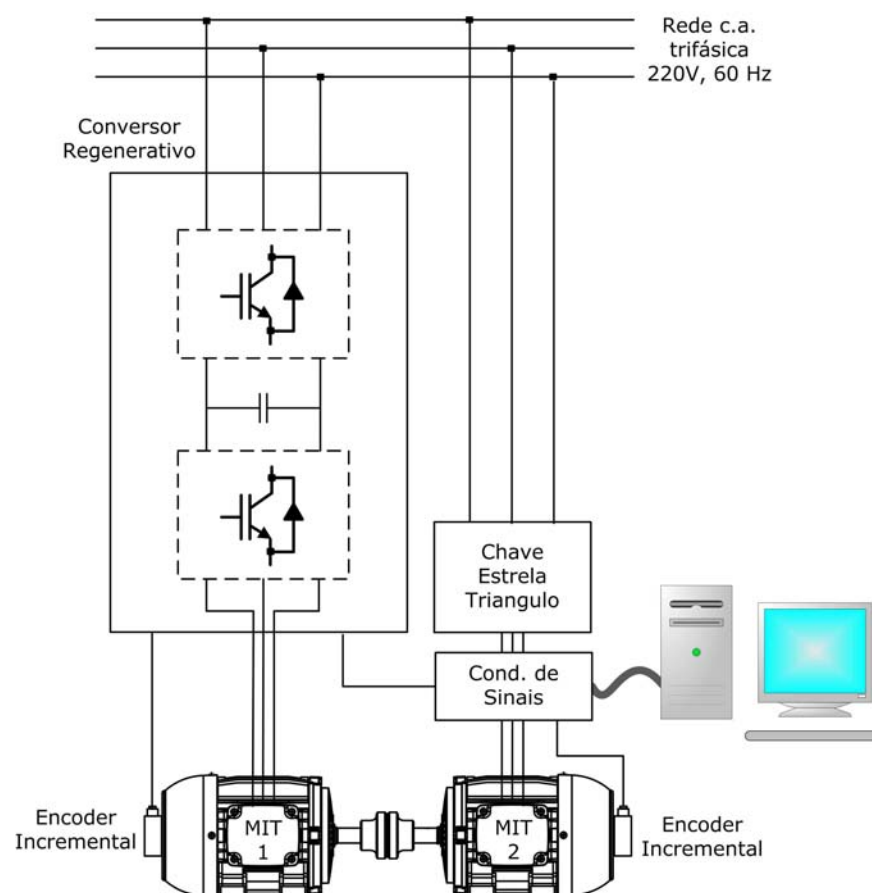 Rede c.a.
trifásica
220V, 60 Hz
Conversor
Regenerativo
Chave
Estrela
Triangulo
Cond. de
Sinais
Encoder
Incremental
MIT
1
MIT
2
Encoder
Incremental